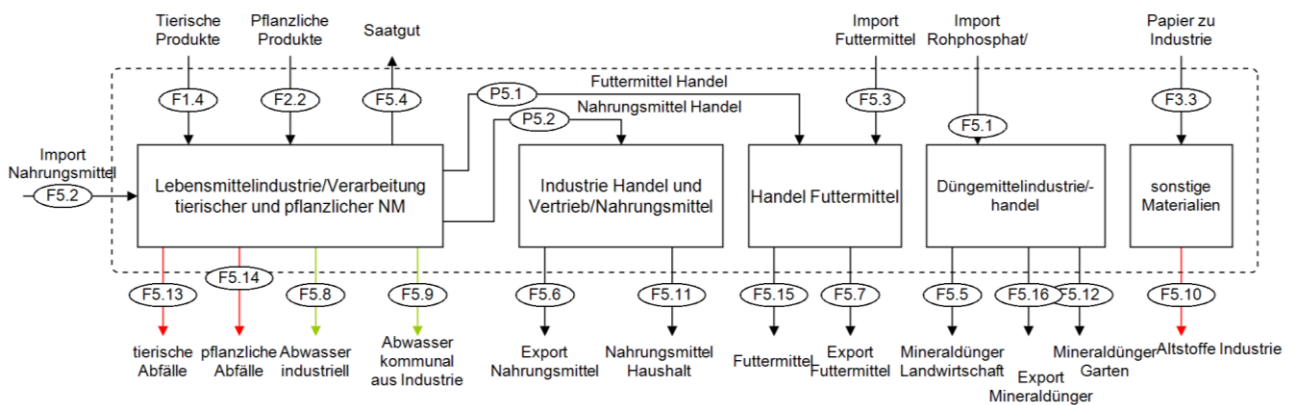 Tierische
Produkte
Pflanzliche
Produkte
Saatgut
Import
Futtermittel
Import
Rohphosphat/
Papier zu
Industrie
Futtermittel Handel
F1.4
F2.2
F5.4
P5.1
F5.3
F3.3
Nahrungsmittel Handel
P5.2
F5.1
Import
Nahrungsmittel
F5.2
Lebensmittelindustrie/Verarbeitung
tierischer und pflanzlicher NM
Industrie Handel und
Vertrieb/Nahrungsmittel
Handel Futtermittel
Düngemittelindustrie/-
handel
sonstige
Materialien
F5.13
F5.14
F5.8
F5.9
F5.6
F5.11
F5.15
F5.7
F5.5
F5.16
F5.12
F5.10
tierische
Abfälle
pflanzliche
Abfälle
Abwasser
industriell
Abwasser
kommunal
aus Industrie
Export
Nahrungsmittel
Nahrungsmittel
Haushalt
Futtermittel
Export
Futtermittel
Mineraldünger
Landwirtschaft
Export
Mineraldünger
Mineraldünger
Garten
Altstoffe Industrie